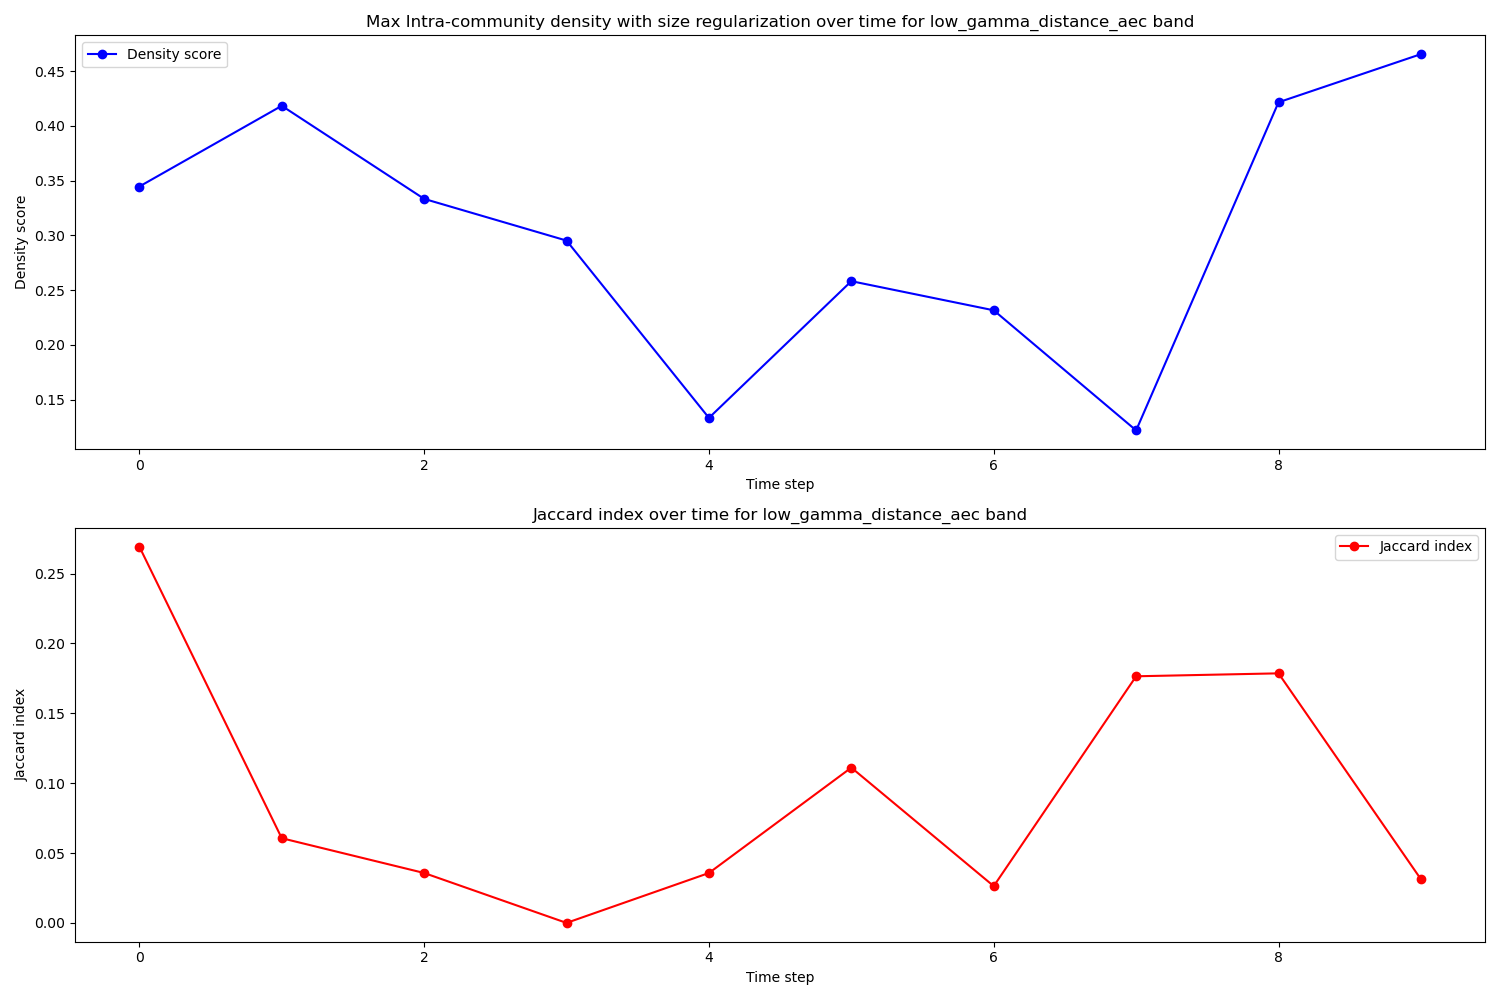 Max Intra-community density with size regularization over time for low_gamma_distance_aec band
Density score
0.45
0.40
0.35
0.30
0.25
0.20
0.15
Density score
0 2 4 6 8
Time step
Jaccard index over time for low_gamma_distance_aec band
Jaccard index
0.25
0.20
0.15
0.10
0.05
0.00
Jaccard index
0 2 4 6 8
Time step